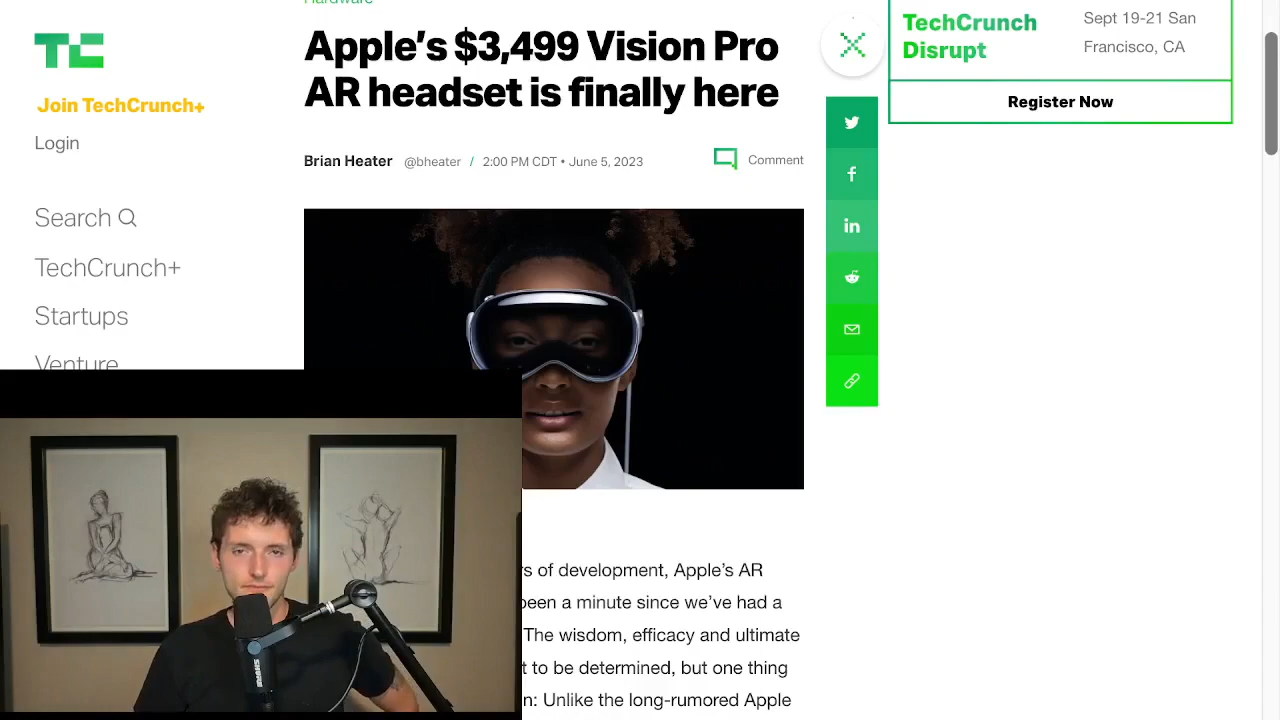 Hardware
TC
Join TechCrunch+
Login
Search
TechCrunch+
Startups
Venture
Apple's $3,499 Vision Pro
AR headset is finally here
Brian Heater @bheater / 2:00 PM CDT • June 5, 2023
Comment
of development, Apple's AR
been a minute since we've had a
The wisdom, efficacy and ultimate
to be determined, but one thing
Unlike the long-rumored Apple
TechCrunch
Disrupt
Sept 19-21 San
Francisco, CA
Register Now
f
in
SHURE